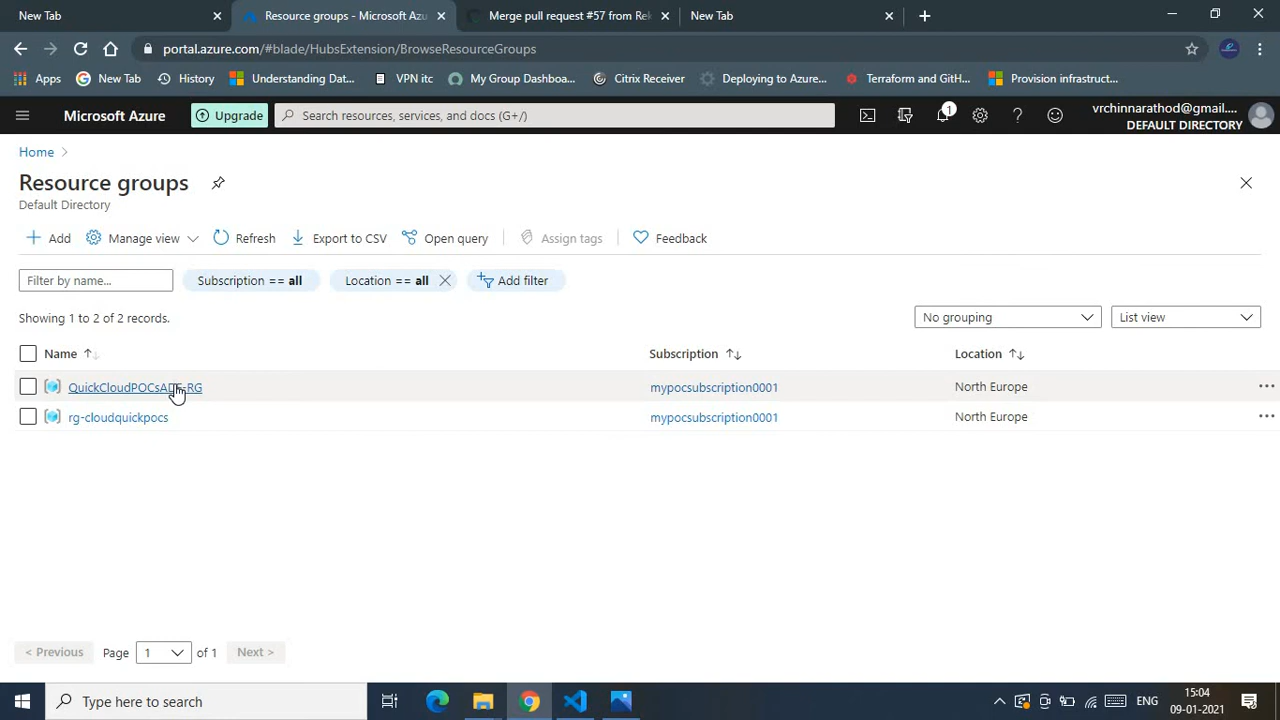 New Tab
Resource groups - Microsoft Azu
Merge pull request #57 from Rek
New Tab
portal.azure.com/#blade/HubsExtension/BrowseResourceGroups
Apps
New Tab
History
Understanding Dat...
VPN itc
My Group Dashboa...
Citrix Receiver
Deploying to Azure...
Terraform and GitH...
Provision infrastruct...
Microsoft Azure
Upgrade
Search resources, services, and docs (G+/)
1
vrchinnarathod@gmail....
DEFAULT DIRECTORY
Home
Resource groups
Default Directory
Add
Manage view
Refresh
Export to CSV
Open query
Assign tags
Feedback
Filter by name...
Subscription == all
Location == all
Add filter
Showing 1 to 2 of 2 records.
No grouping
List view
Name
Subscription
Location
mypocsubscription0001
North Europe
rg-cloudquickpocs
mypocsubscription0001
North Europe
< Previous
Page
1
of 1
Next >
Type here to search
ENG
15:04
09-01-2021